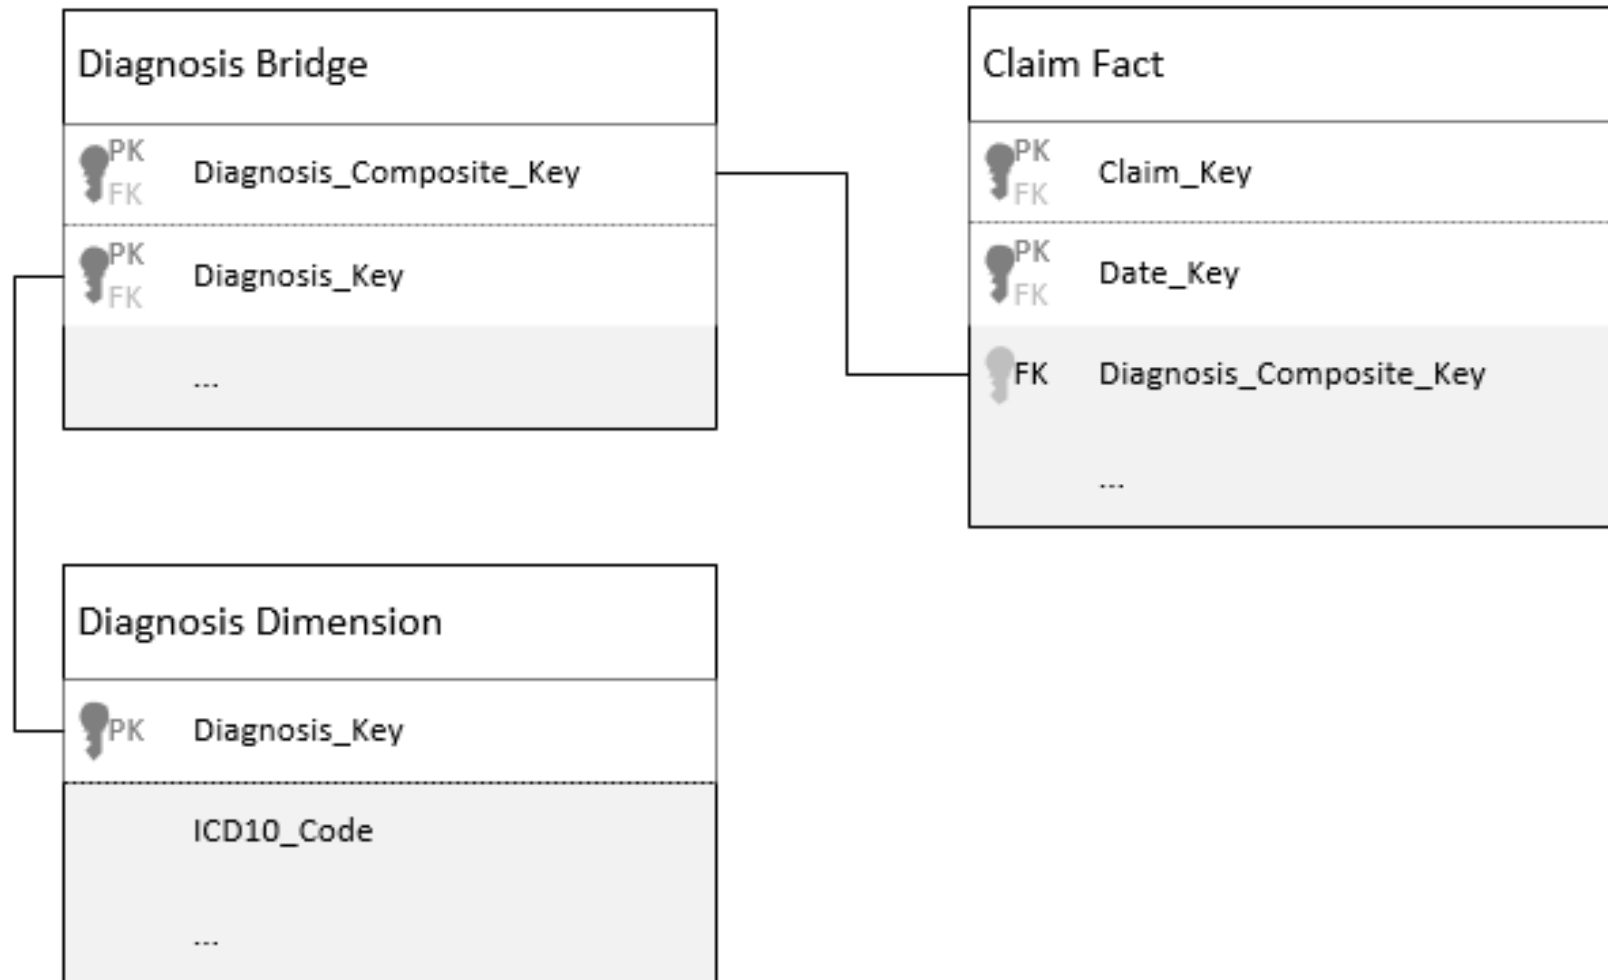 Diagnosis Bridge
PK
FK
Diagnosis_Composite_Key
PK
FK
Diagnosis_Key
...
Claim Fact
PK
FK
Claim_Key
PK
FK
Date_Key
FK
Diagnosis_Composite_Key
...
Diagnosis Dimension
PK
Diagnosis_Key
ICD10_Code
...